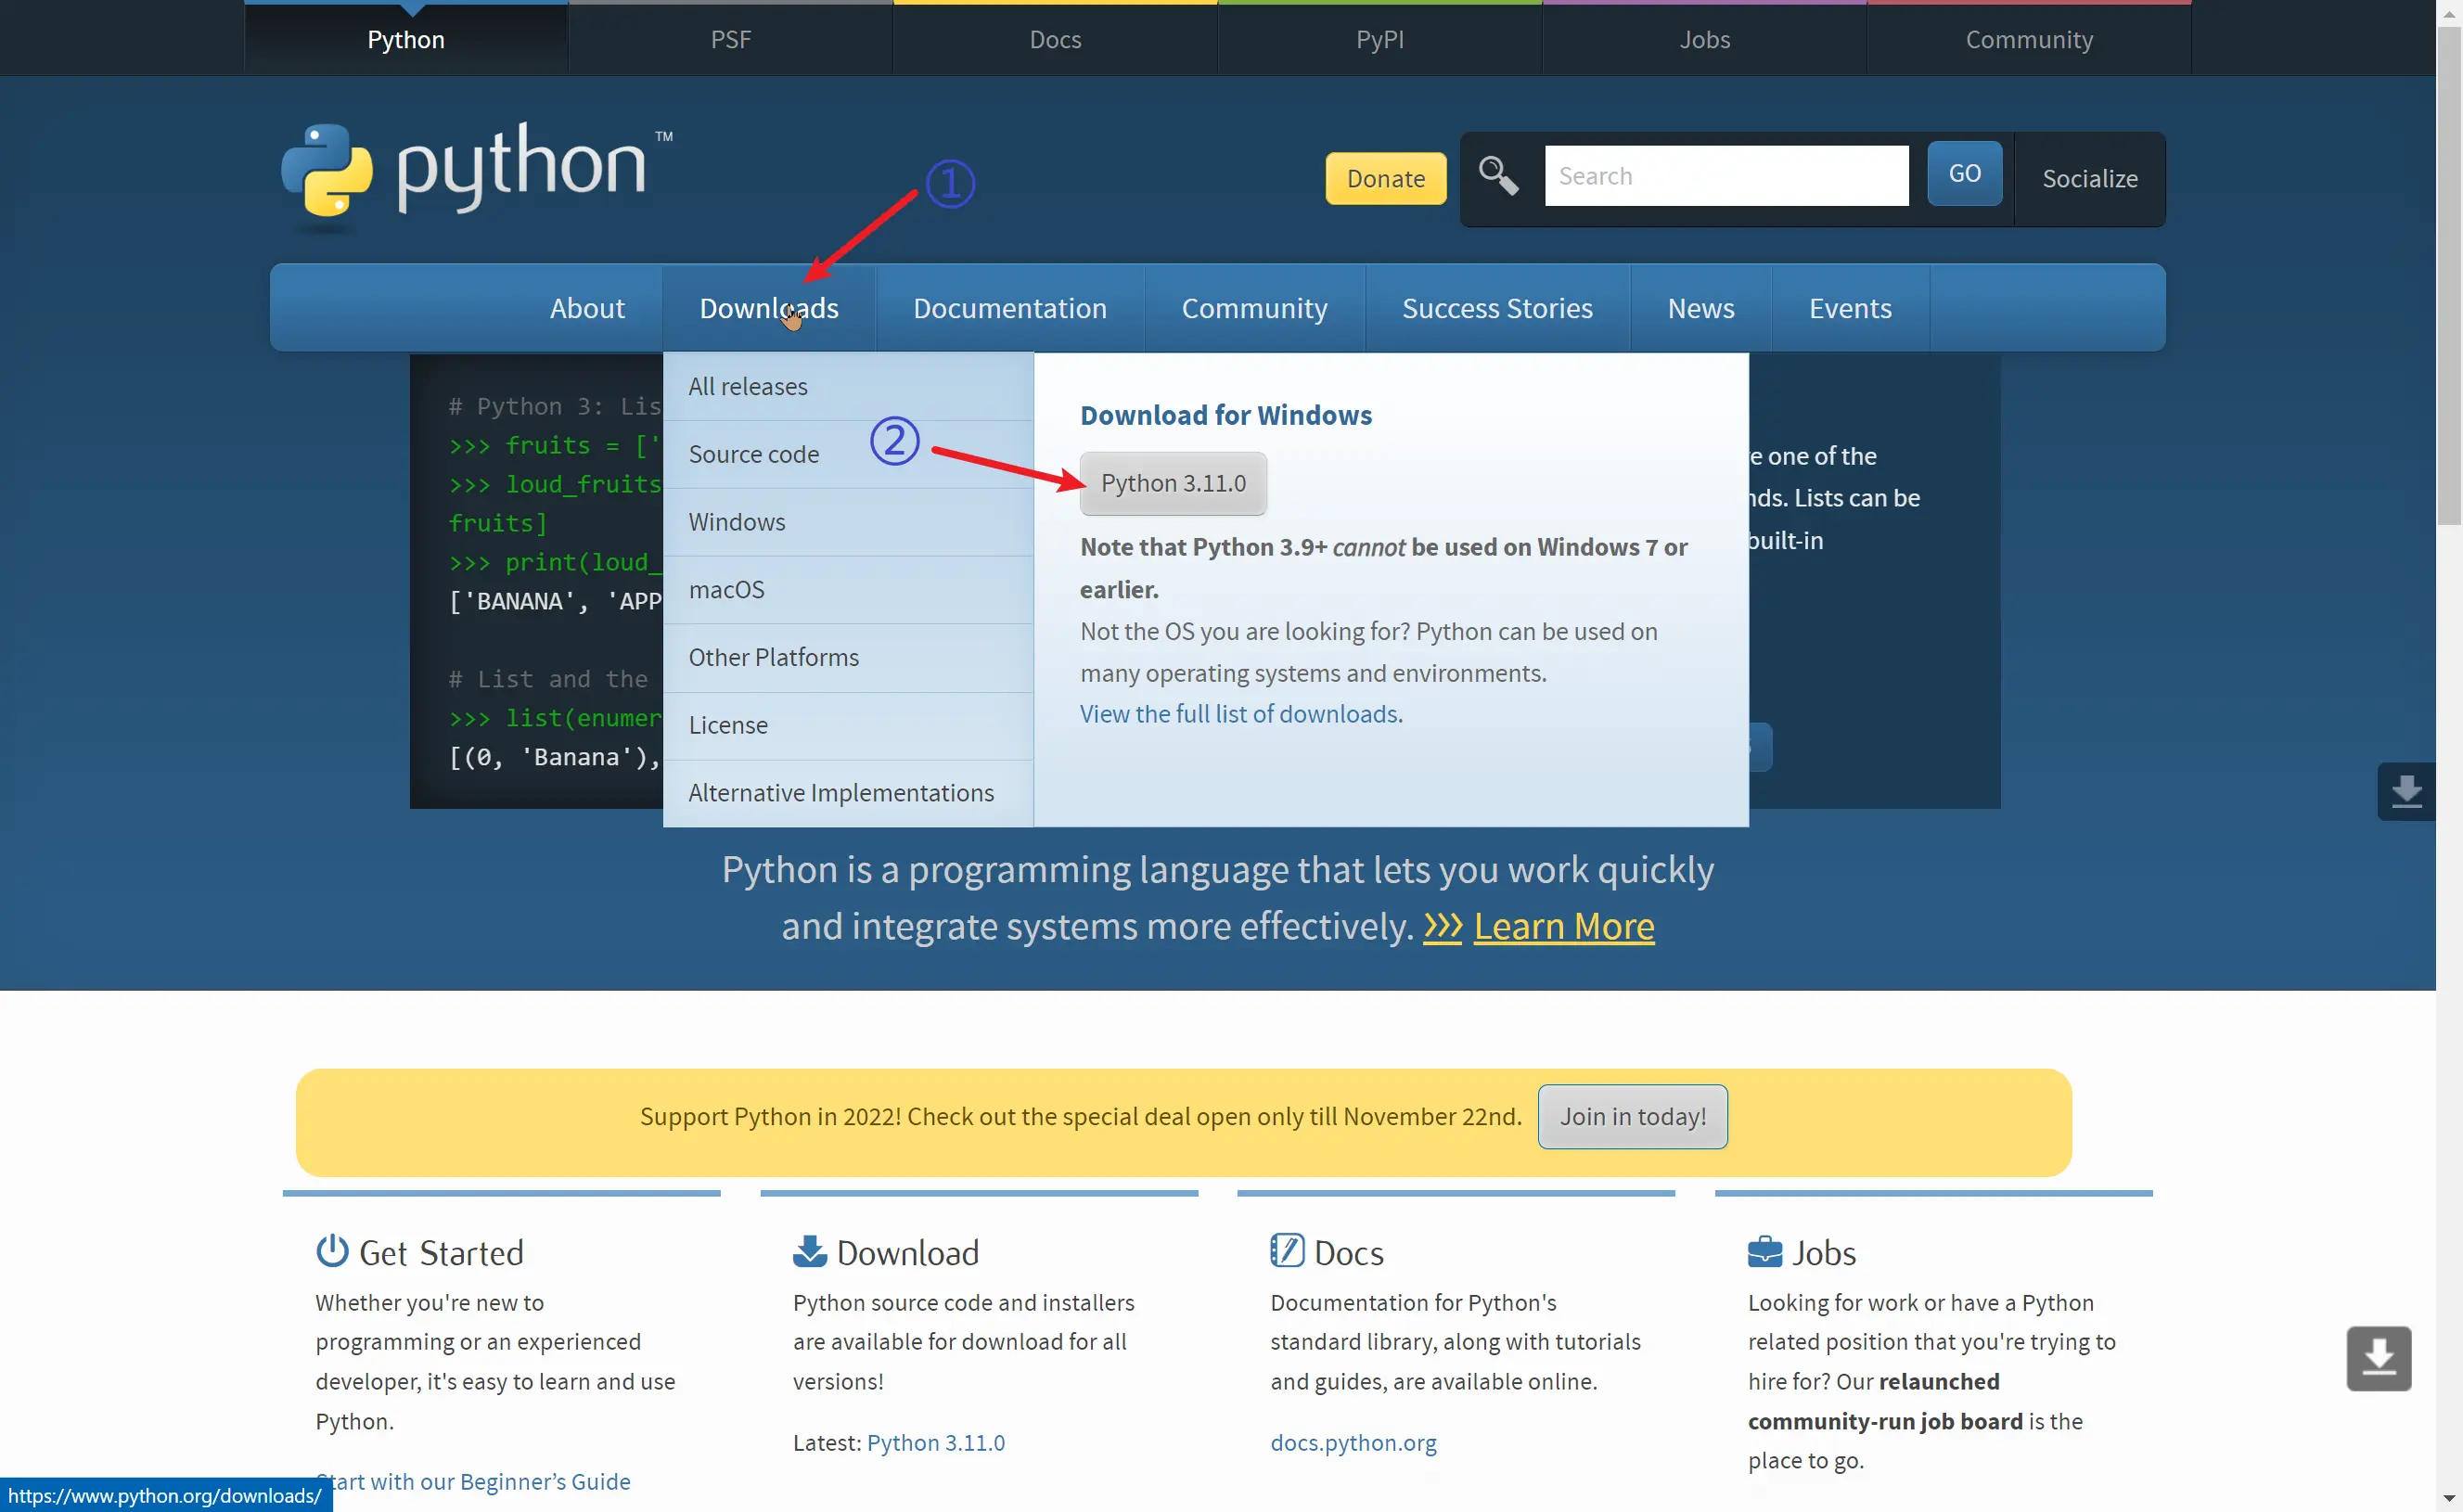 Python
PSF
Docs
PyPI
Jobs
Community
python™
①
Donate
Search
GO
Socialize
About
Downloads
Documentation
Community
Success Stories
News
Events
# Python 3: Lis
>>> fruits = ['
>>> loud_fruits
fruits]
>>> print(loud_
['BANANA', 'APP
# List and the
>>> list(enumer
[(0, 'Banana'),
All releases
Source code
Windows
macOS
Other Platforms
License
Alternative Implementations
②
Download for Windows
Python 3.11.0
Note that Python 3.9+ cannot be used on Windows 7 or
earlier.
Not the OS you are looking for? Python can be used on
many operating systems and environments.
View the full list of downloads.
e one of the
nds. Lists can be
built-in
Python is a programming language that lets you work quickly
and integrate systems more effectively. >>> Learn More
Support Python in 2022! Check out the special deal open only till November 22nd. Join in today!
Get Started
Whether you're new to
programming or an experienced
developer, it's easy to learn and use
Python.
Start with our Beginner’s Guide
Download
Python source code and installers
are available for download for all
versions!
Latest: Python 3.11.0
Docs
Documentation for Python's
standard library, along with tutorials
and guides, are available online.
docs.python.org
Jobs
Looking for work or have a Python
related position that you're trying to
hire for? Our relaunched
community-run job board is the
place to go.
https://www.python.org/downloads/